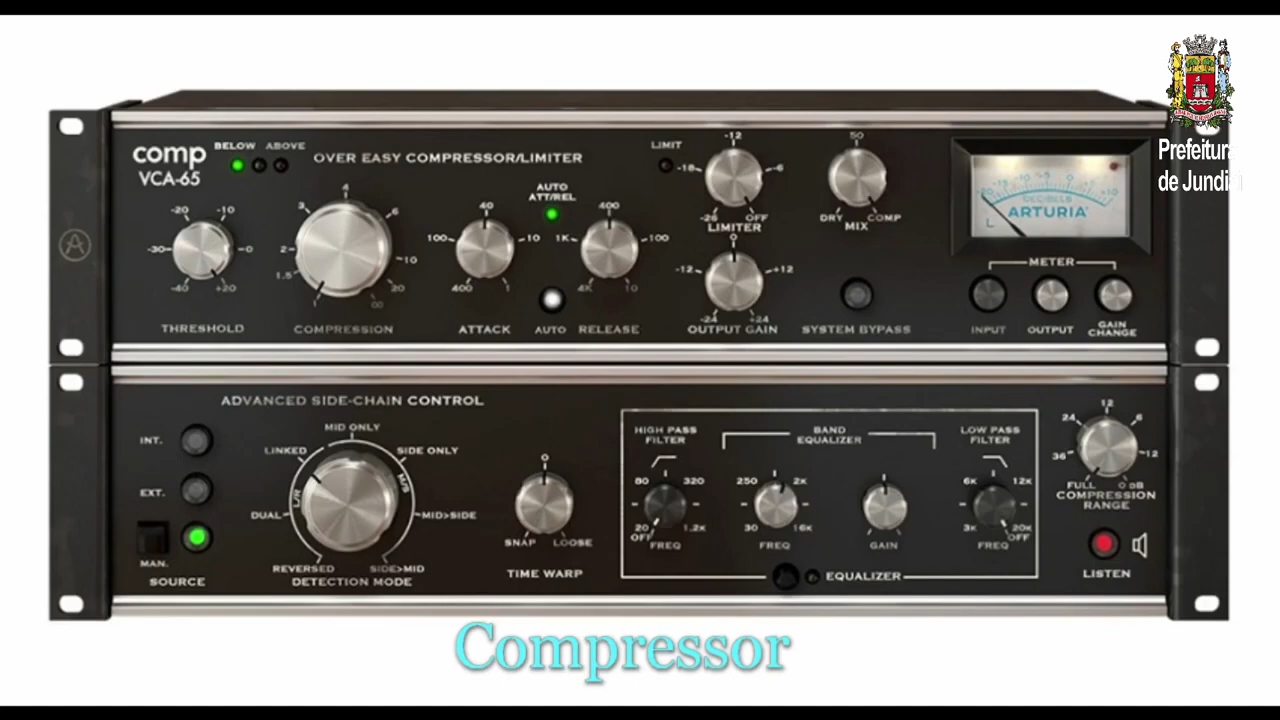 Prefeitura
de Jundiaí
comp
VCA-65
BELOW ABOVE
OVER EASY COMPRESSOR/LIMITER
LIMIT
-20 -10
-30 0
-40 +20
THRESHOLD
4
3 6
2 10
1.5 20
∞
COMPRESSION
40
100 10
400 1
ATTACK
AUTO
ATT/REL
AUTO
400
1K 100
4K 10
RELEASE
-12
-18 -6
-26 OFF
LIMITER
0
-12 +12
-24 +24
OUTPUT GAIN
50
DRY COMP
MIX
SYSTEM BYPASS
DECIBELS
ARTURIA
L
METER
INPUT OUTPUT GAIN
CHANGE
ADVANCED SIDE-CHAIN CONTROL
INT.
EXT.
MAN.
SOURCE
MID ONLY
LINKED SIDE ONLY
L/R M/S
DUAL MID>SIDE
REVERSED SIDE>MID
DETECTION MODE
0
SNAP LOOSE
TIME WARP
HIGH PASS
FILTER
80 320
20 1.2K
OFF
FREQ
BAND
EQUALIZER
250 2K
30 16K
FREQ
GAIN
LOW PASS
FILTER
6K 12K
3K 20K
OFF
FREQ
EQUALIZER
12
24 6
36 12
FULL 0 dB
COMPRESSION
RANGE
LISTEN
Compressor